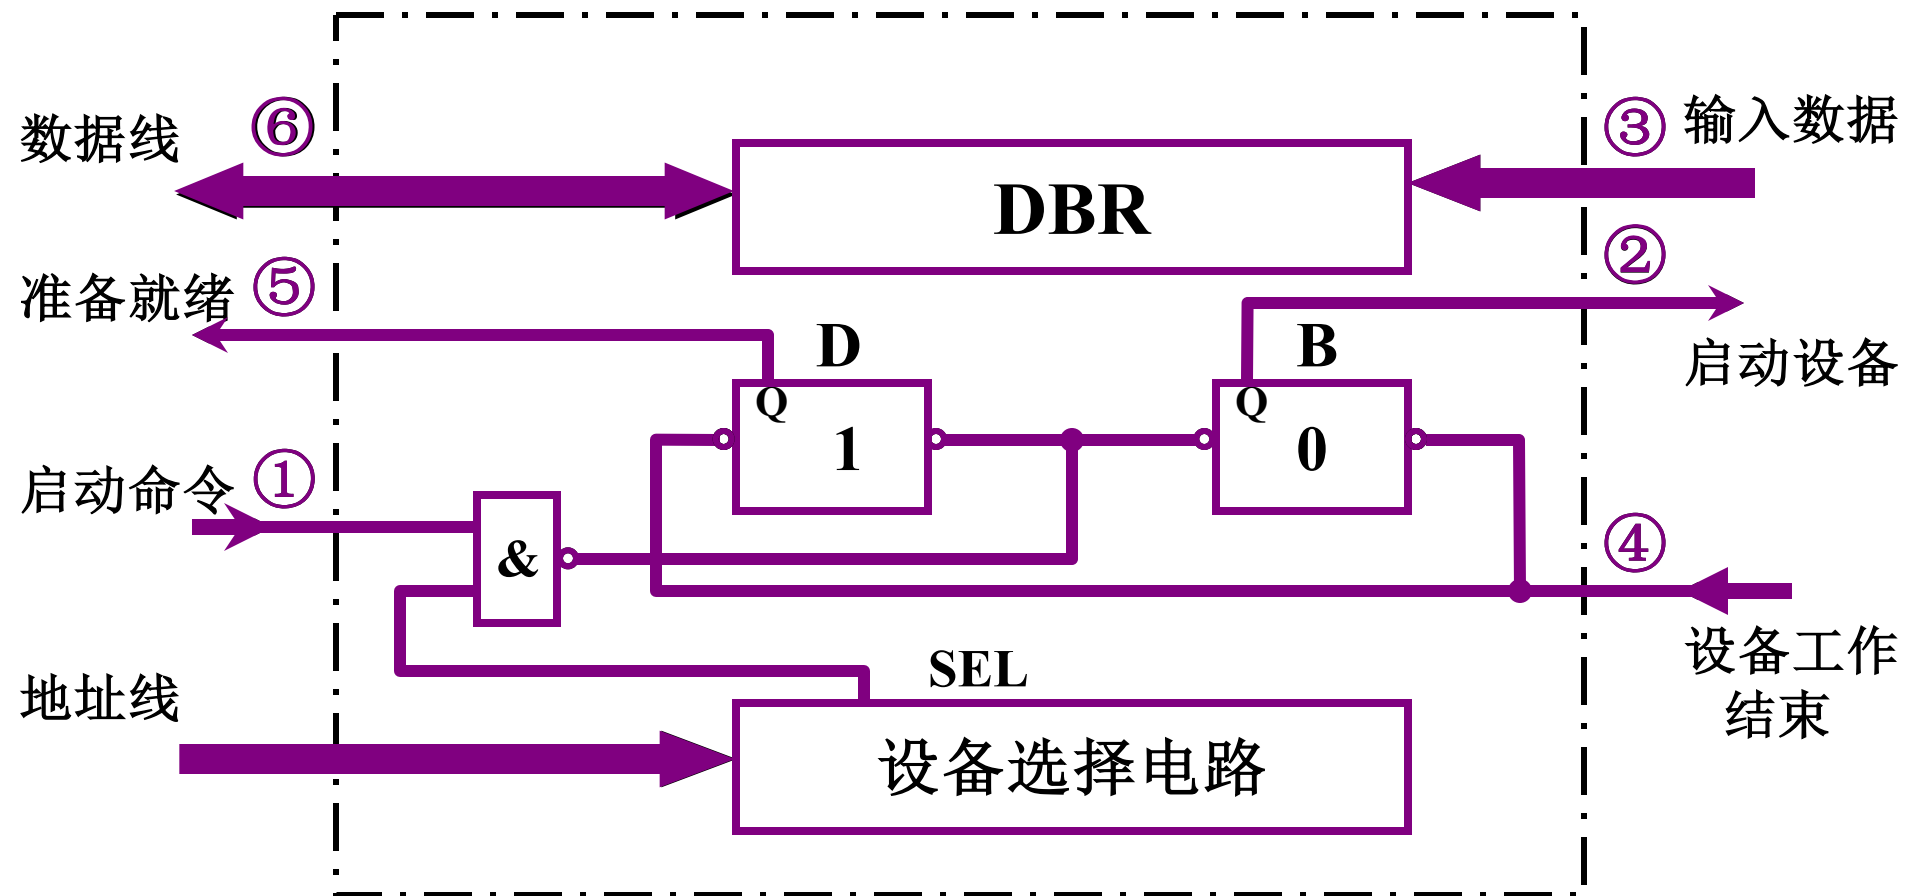 数据线
⑥
DBR
③
输入数据
准备就绪
⑤
②
启动设备
D
B
Q
1
Q
0
启动命令
①
&
④
设备工作
结束
SEL
地址线
设备选择电路